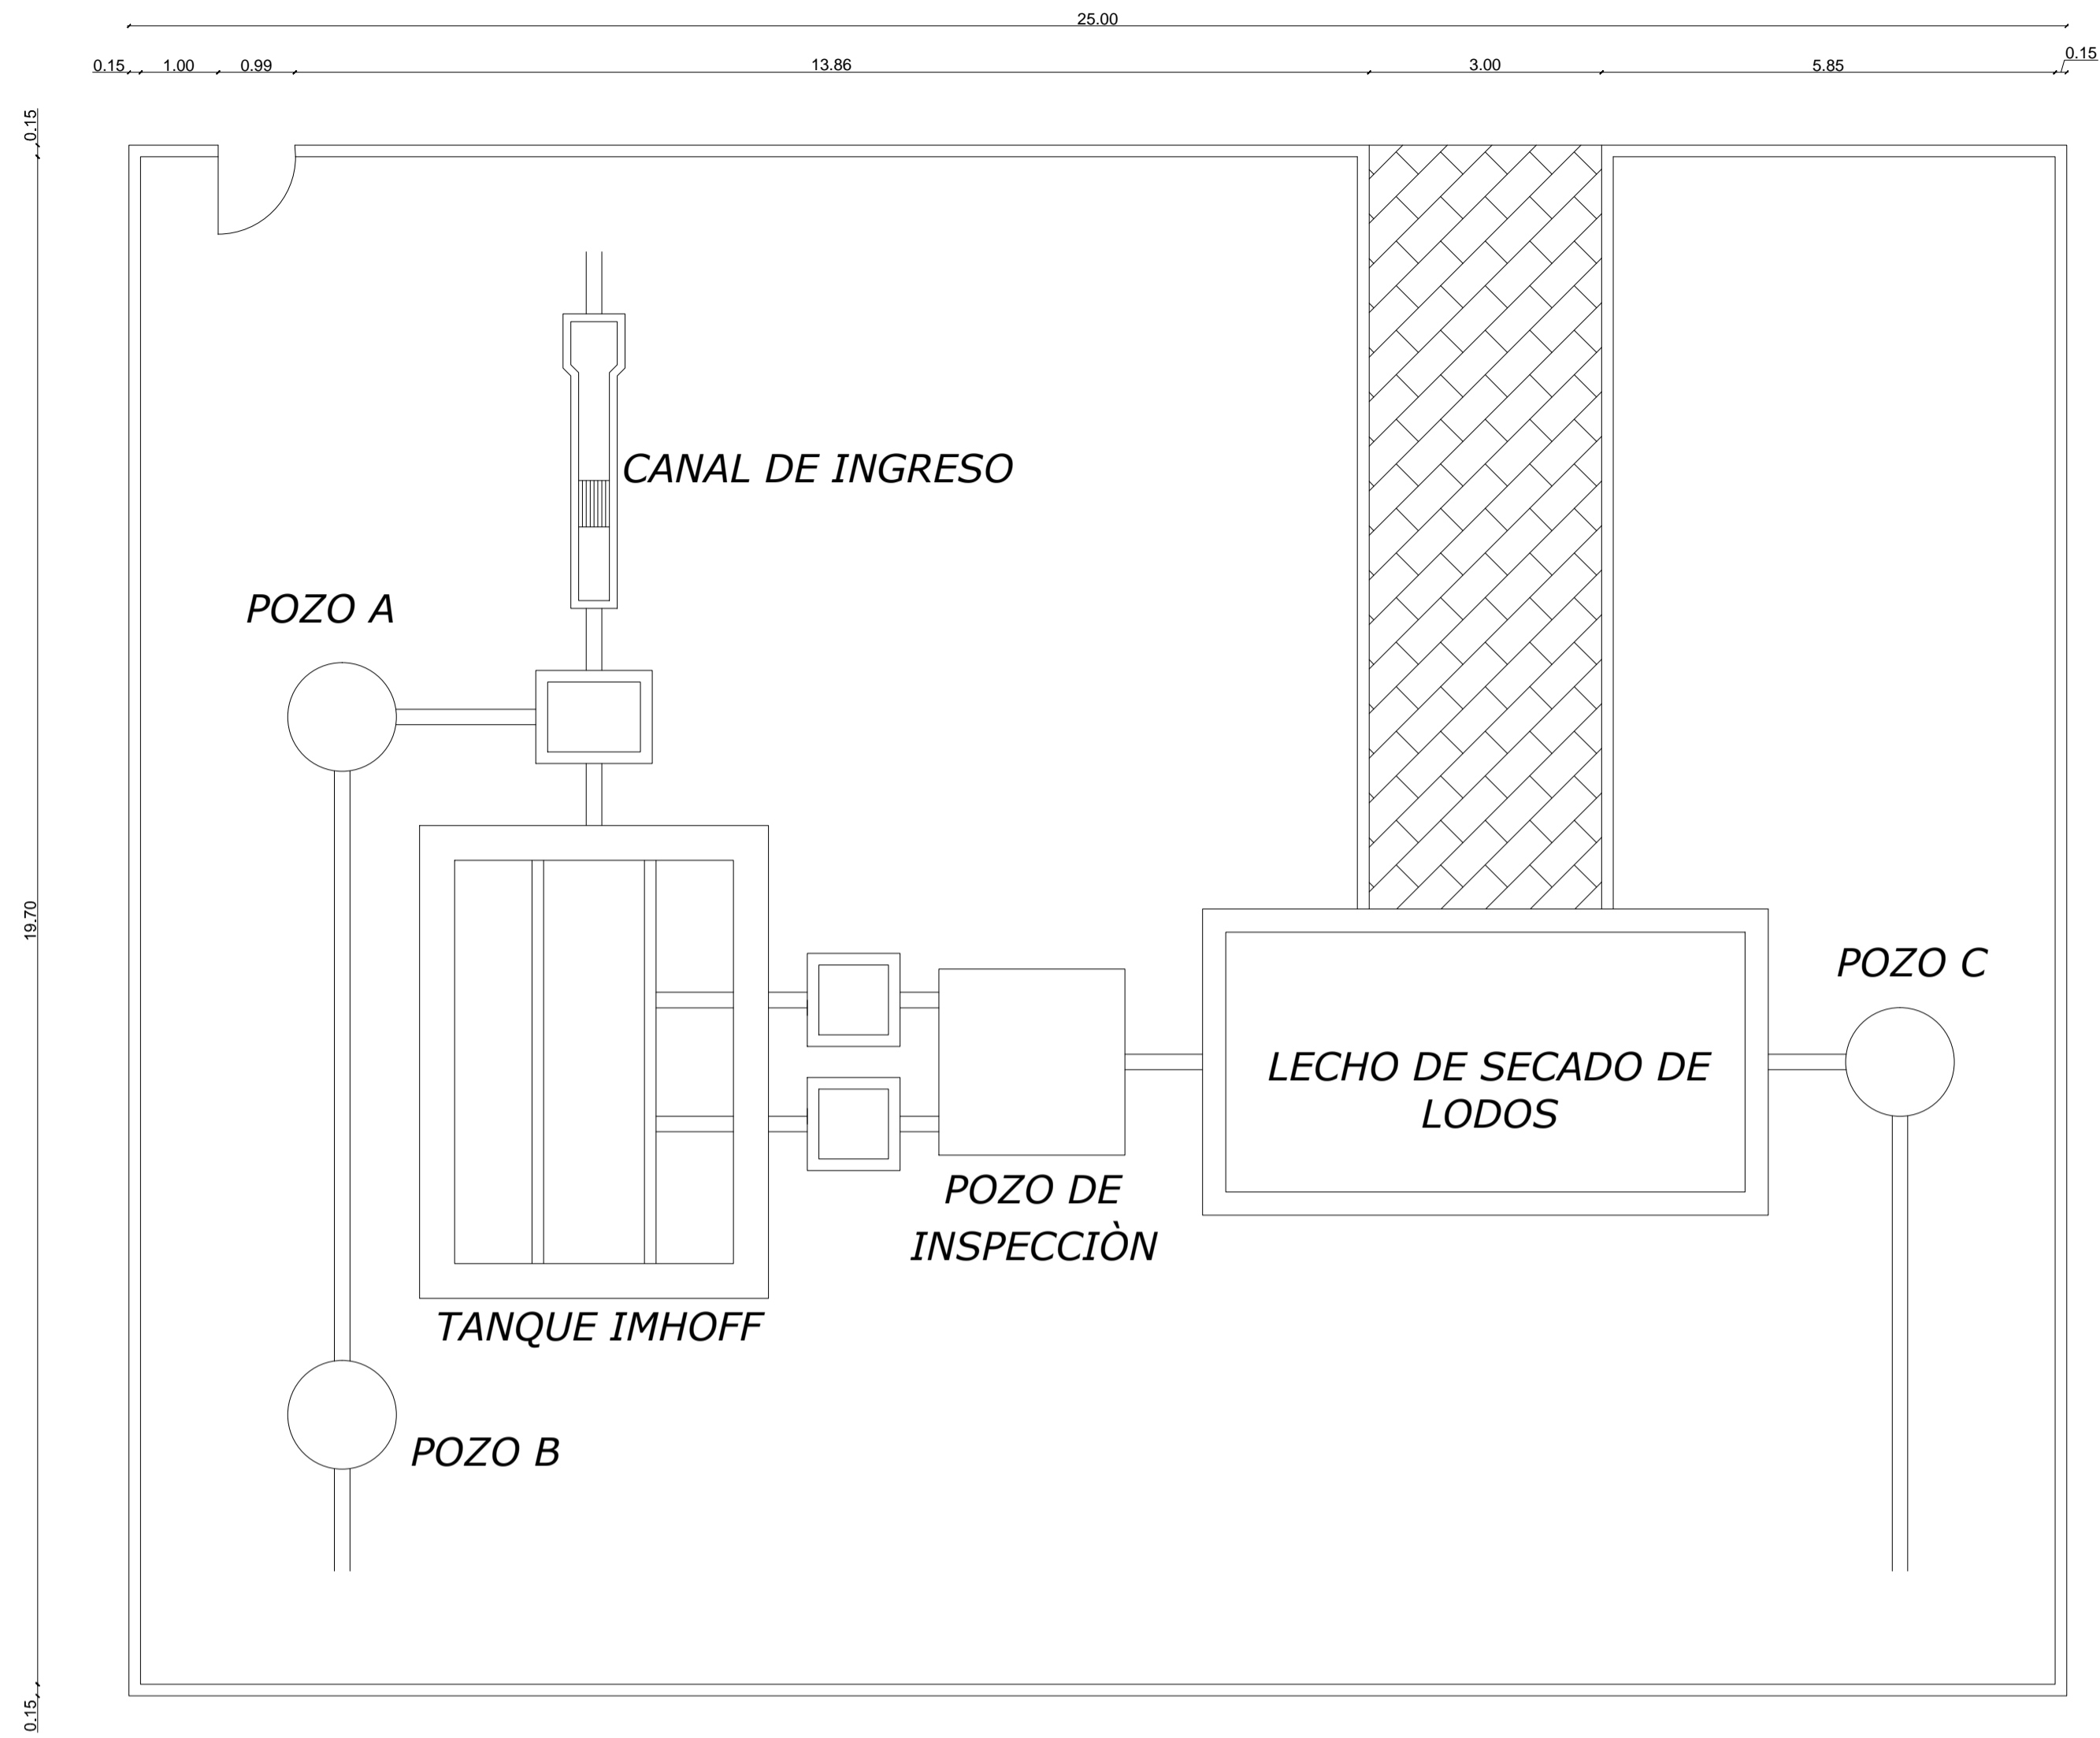 25.00
0.15
1.00
0.99
13.86
3.00
5.85
0.15
0.15
CANAL DE INGRESO
POZO A
19.70
POZO C
LECHO DE SECADO DE
LODOS
POZO DE
INSPECCIÒN
TANQUE IMHOFF
POZO B
0.15